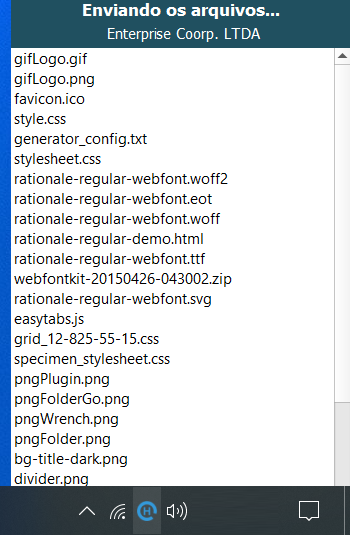 Enviando os arquivos...
Enterprise Coorp. LTDA
gifLogo.gif
gifLogo.png
favicon.ico
style.css
generator_config.txt
stylesheet.css
rationale-regular-webfont.woff2
rationale-regular-webfont.eot
rationale-regular-webfont.woff
rationale-regular-demo.html
rationale-regular-webfont.ttf
webfontkit-20150426-043002.zip
rationale-regular-webfont.svg
easytabs.js
grid_12-825-55-15.css
specimen_stylesheet.css
pngPlugin.png
pngFolderGo.png
pngWrench.png
pngFolder.png
bg-title-dark.png
divider.png
H